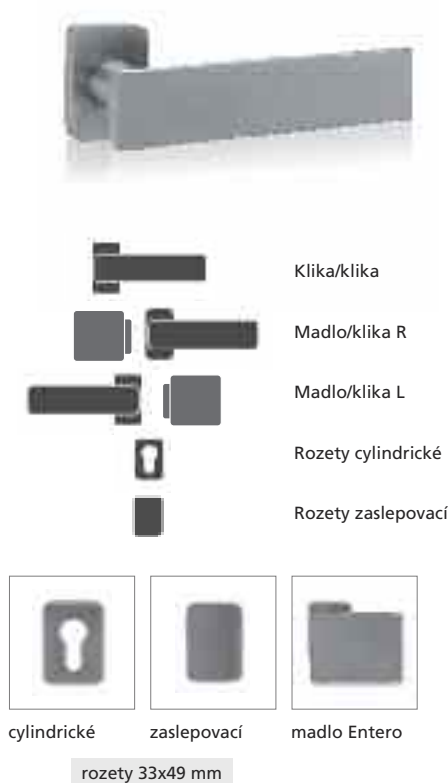 Klika/klika
Madlo/klika R
Madlo/klika L
Rozety cylindrické
Rozety zaslepovací
cylindrické
zaslepovací
madlo Entero
rozety 33x49 mm